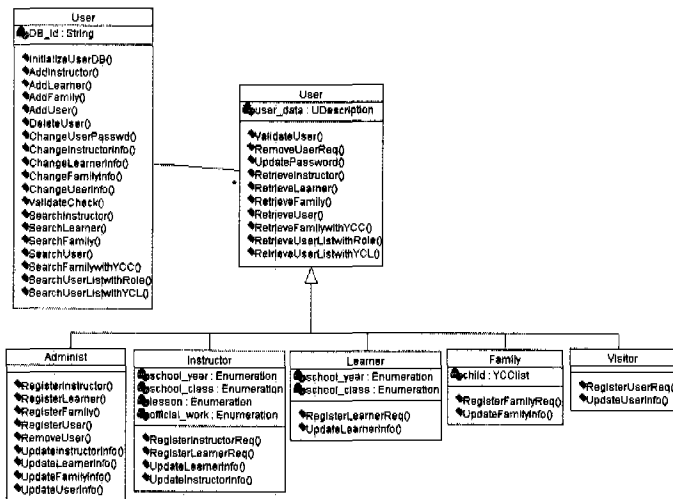 User
DB_id : String
InitializeUserDB()
AddInstructor()
AddLearner()
AddFamily()
AddUser()
DeleteUser()
ChangeUserPasswd()
ChangeInstructorInfo()
ChangeLearnerInfo()
ChangeFamilyInfo()
ChangeUserInfo()
ValidateCheck()
SearchInstructor()
SearchLearner()
SearchFamily()
SearchUser()
SearchFamilywithYCC()
SearchUserListwithRole()
SearchUserListwithYCL()
User
user_data : UDescription
ValidateUser()
RemoveUserReq()
UpdatePassword()
RetrieveInstructor()
RetrieveLearner()
RetrieveFamily()
RetrieveUser()
RetrieveFamilywithYCC()
RetrieveUserListwithRole()
RetrieveUserListwithYCL()
*
Administ
RegisterInstructor()
RegisterLearner()
RegisterFamily()
RegisterUser()
RemoveUser()
UpdateInstructorInfo()
UpdateLearnerInfo()
UpdateFamilyInfo()
UpdateUserInfo()
Instructor
school_year : Enumeration
school_class : Enumeration
lesson : Enumeration
official_work : Enumeration
RegisterInstructorReq()
RegisterLearnerReq()
UpdateLearnerInfo()
UpdateInstructorInfo()
Learner
school_year : Enumeration
school_class : Enumeration
RegisterLearnerReq()
UpdateLearnerInfo()
Family
child : YCClist
RegisterFamilyReq()
UpdateFamilyInfo()
Visitor
RegisterUserReq()
UpdateUserInfo()